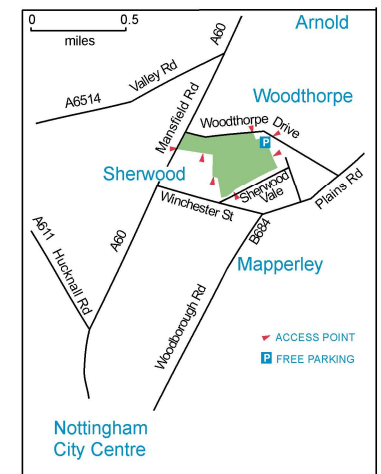 0
0.5
miles
A60
Arnold
Valley Rd
A6514
Mansfield Rd
Woodthorpe
Woodthorpe Drive
P
Sherwood
Sherwood
Vale
Plains Rd
Winchester St
A611
Hucknall Rd
A60
B684
Mapperley
Woodborough Rd
ACCESS POINT
P FREE PARKING
Nottingham
City Centre